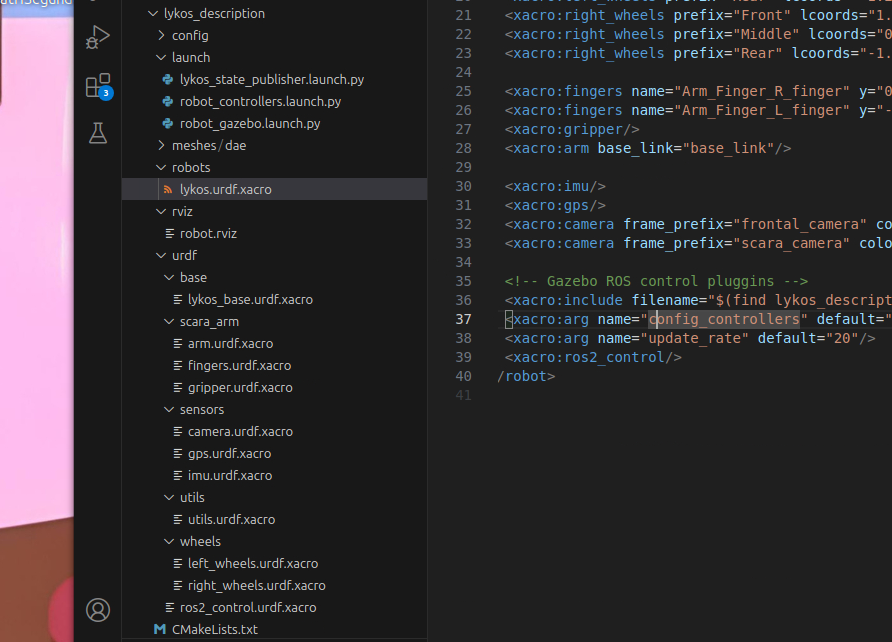 lykos_description
config
launch
lykos_state_publisher.launch.py
robot_controllers.launch.py
robot_gazebo.launch.py
meshes/dae
robots
lykos.urdf.xacro
rviz
robot.rviz
urdf
base
lykos_base.urdf.xacro
scara_arm
arm.urdf.xacro
fingers.urdf.xacro
gripper.urdf.xacro
sensors
camera.urdf.xacro
gps.urdf.xacro
imu.urdf.xacro
utils
utils.urdf.xacro
wheels
left_wheels.urdf.xacro
right_wheels.urdf.xacro
ros2_control.urdf.xacro
M CMakeLists.txt
3
21 <xacro:right_wheels prefix="Front" lcoords="1.
22 <xacro:right_wheels prefix="Middle" lcoords="0
23 <xacro:right_wheels prefix="Rear" lcoords="-1.
24
25 <xacro:fingers name="Arm_Finger_R_finger" y="0
26 <xacro:fingers name="Arm_Finger_L_finger" y="-
27 <xacro:gripper/>
28 <xacro:arm base_link="base_link"/>
29
30 <xacro:imu/>
31 <xacro:gps/>
32 <xacro:camera frame_prefix="frontal_camera" co
33 <xacro:camera frame_prefix="scara_camera" colo
34
35 <!-- Gazebo ROS control pluggins -->
36 <xacro:include filename="$(find lykos_descript
37 <xacro:arg name="config_controllers" default="
38 <xacro:arg name="update_rate" default="20"/>
39 <xacro:ros2_control/>
40 /robot>
41